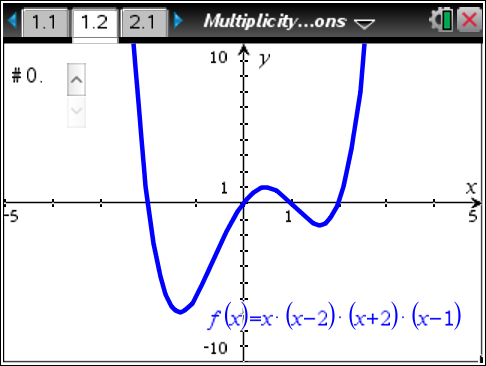 1.1 1.2 2.1 Multiplicity...ons
# 0.
10 y
1 x
-5 1 5
f(x)=x·(x-2)·(x+2)·(x-1)
-10